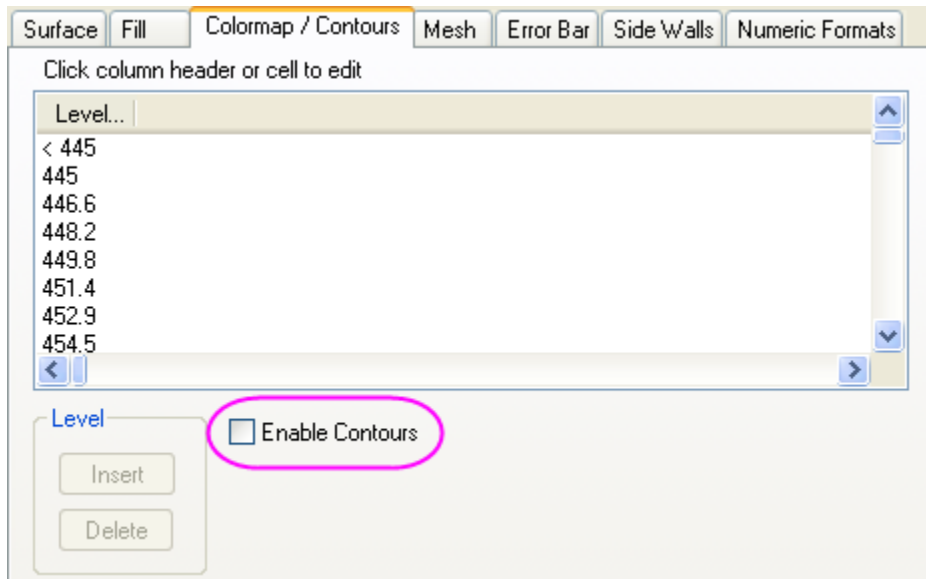 Surface Fill Colormap / Contours Mesh Error Bar Side Walls Numeric Formats
Click column header or cell to edit
Level...
< 445
445
446.6
448.2
449.8
451.4
452.9
454.5
Level
Enable Contours
Insert
Delete